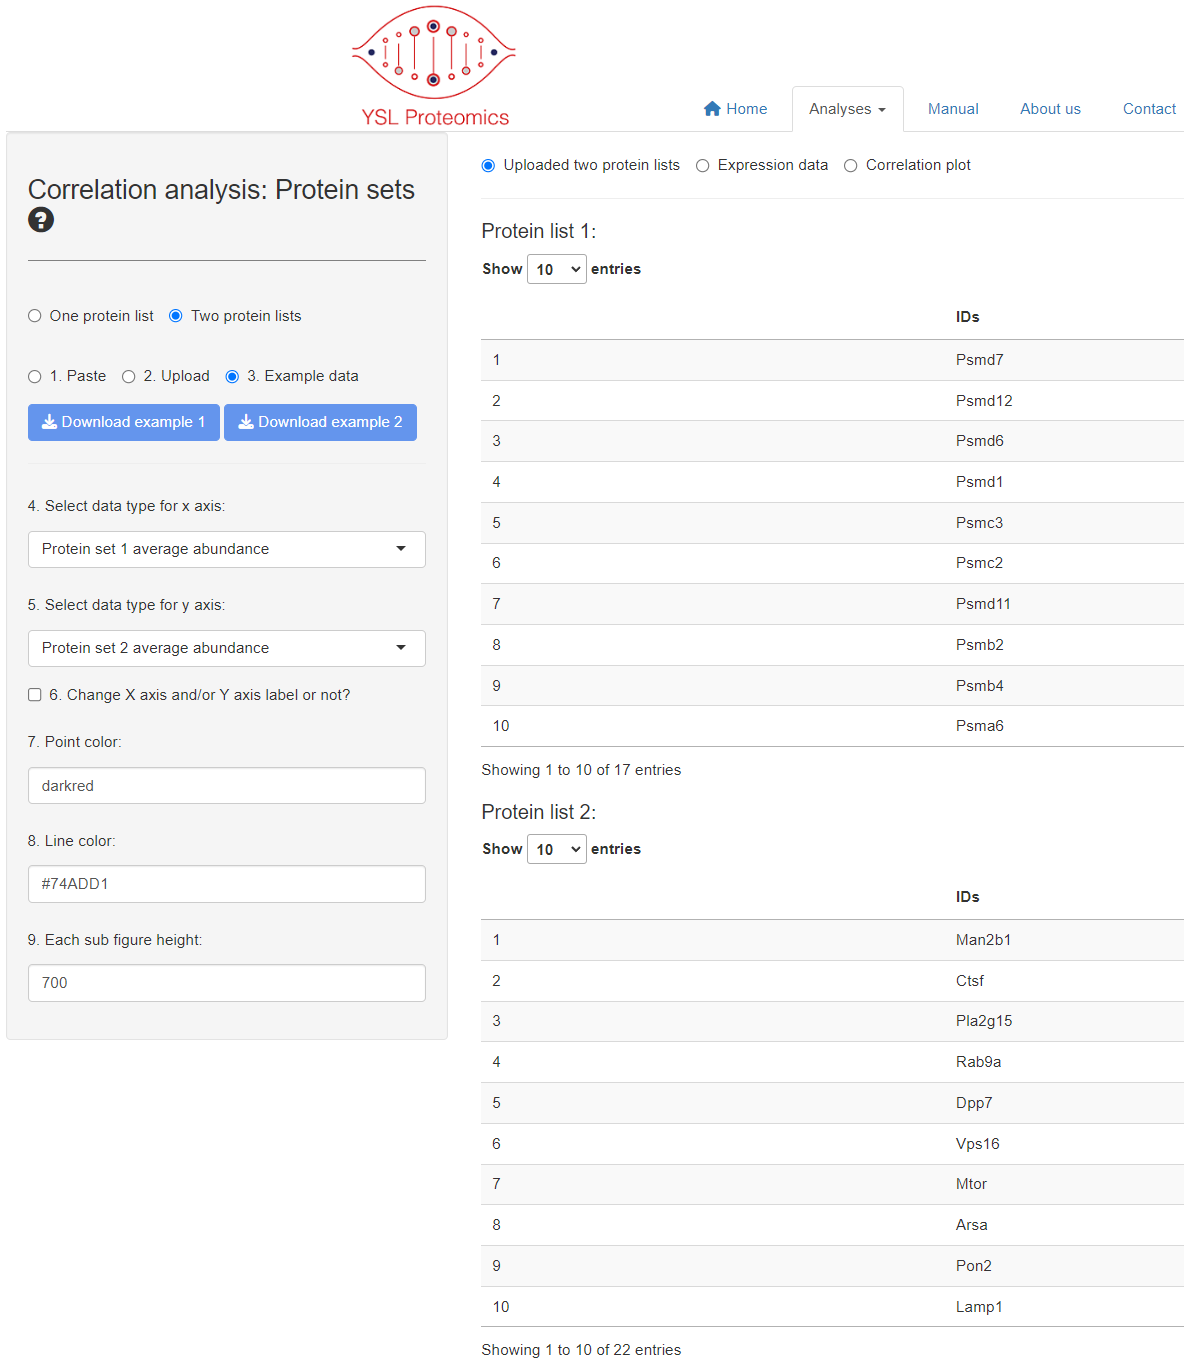 YSL Proteomics
Home
Analyses
Manual
About us
Contact
Correlation analysis: Protein sets
?
One protein list
Two protein lists
1. Paste
2. Upload
3. Example data
Download example 1
Download example 2
4. Select data type for x axis:
Protein set 1 average abundance
5. Select data type for y axis:
Protein set 2 average abundance
6. Change X axis and/or Y axis label or not?
7. Point color:
darkred
8. Line color:
#74ADD1
9. Each sub figure height:
700
Uploaded two protein lists
Expression data
Correlation plot
Protein list 1:
Show 10 entries
IDs
1 Psmd7
2 Psmd12
3 Psmd6
4 Psmd1
5 Psmc3
6 Psmc2
7 Psmd11
8 Psmb2
9 Psmb4
10 Psma6
Showing 1 to 10 of 17 entries
Protein list 2:
Show 10 entries
IDs
1 Man2b1
2 Ctsf
3 Pla2g15
4 Rab9a
5 Dpp7
6 Vps16
7 Mtor
8 Arsa
9 Pon2
10 Lamp1
Showing 1 to 10 of 22 entries